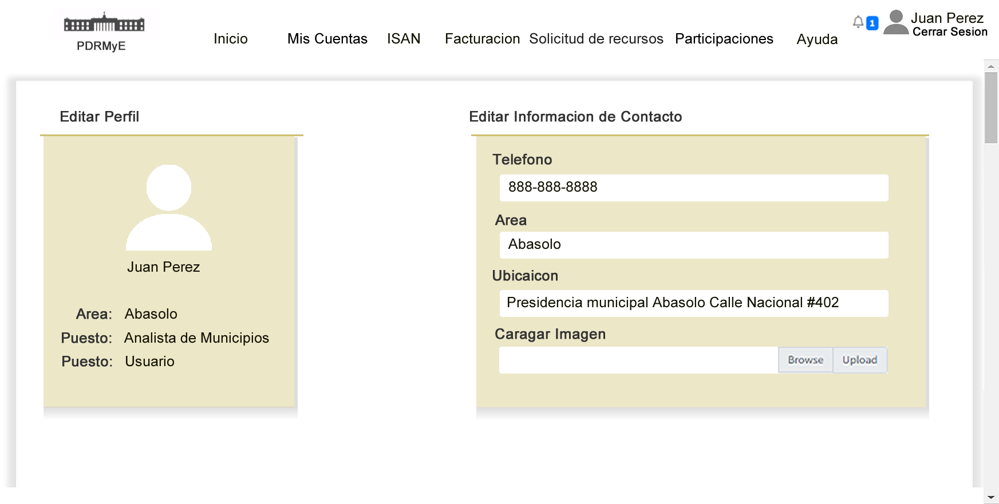 PDRMyE
Inicio
Mis Cuentas
ISAN
Facturacion
Solicitud de recursos
Participaciones
Ayuda
1
Juan Perez
Cerrar Sesion
Editar Perfil
Juan Perez
Area: Abasolo
Puesto: Analista de Municipios
Puesto: Usuario
Editar Informacion de Contacto
Telefono
888-888-8888
Area
Abasolo
Ubicaicon
Presidencia municipal Abasolo Calle Nacional #402
Caragar Imagen
Browse Upload